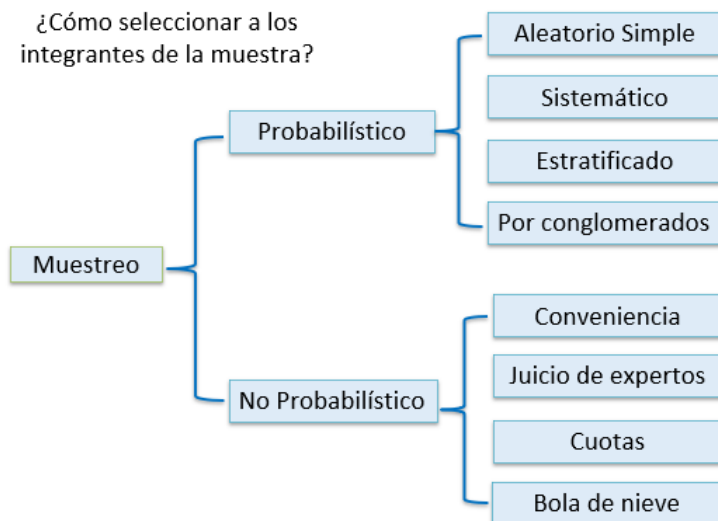 ¿Cómo seleccionar a los
integrantes de la muestra?
Muestreo
Probabilístico
Aleatorio Simple
Sistemático
Estratificado
Por conglomerados
No Probabilístico
Conveniencia
Juicio de expertos
Cuotas
Bola de nieve